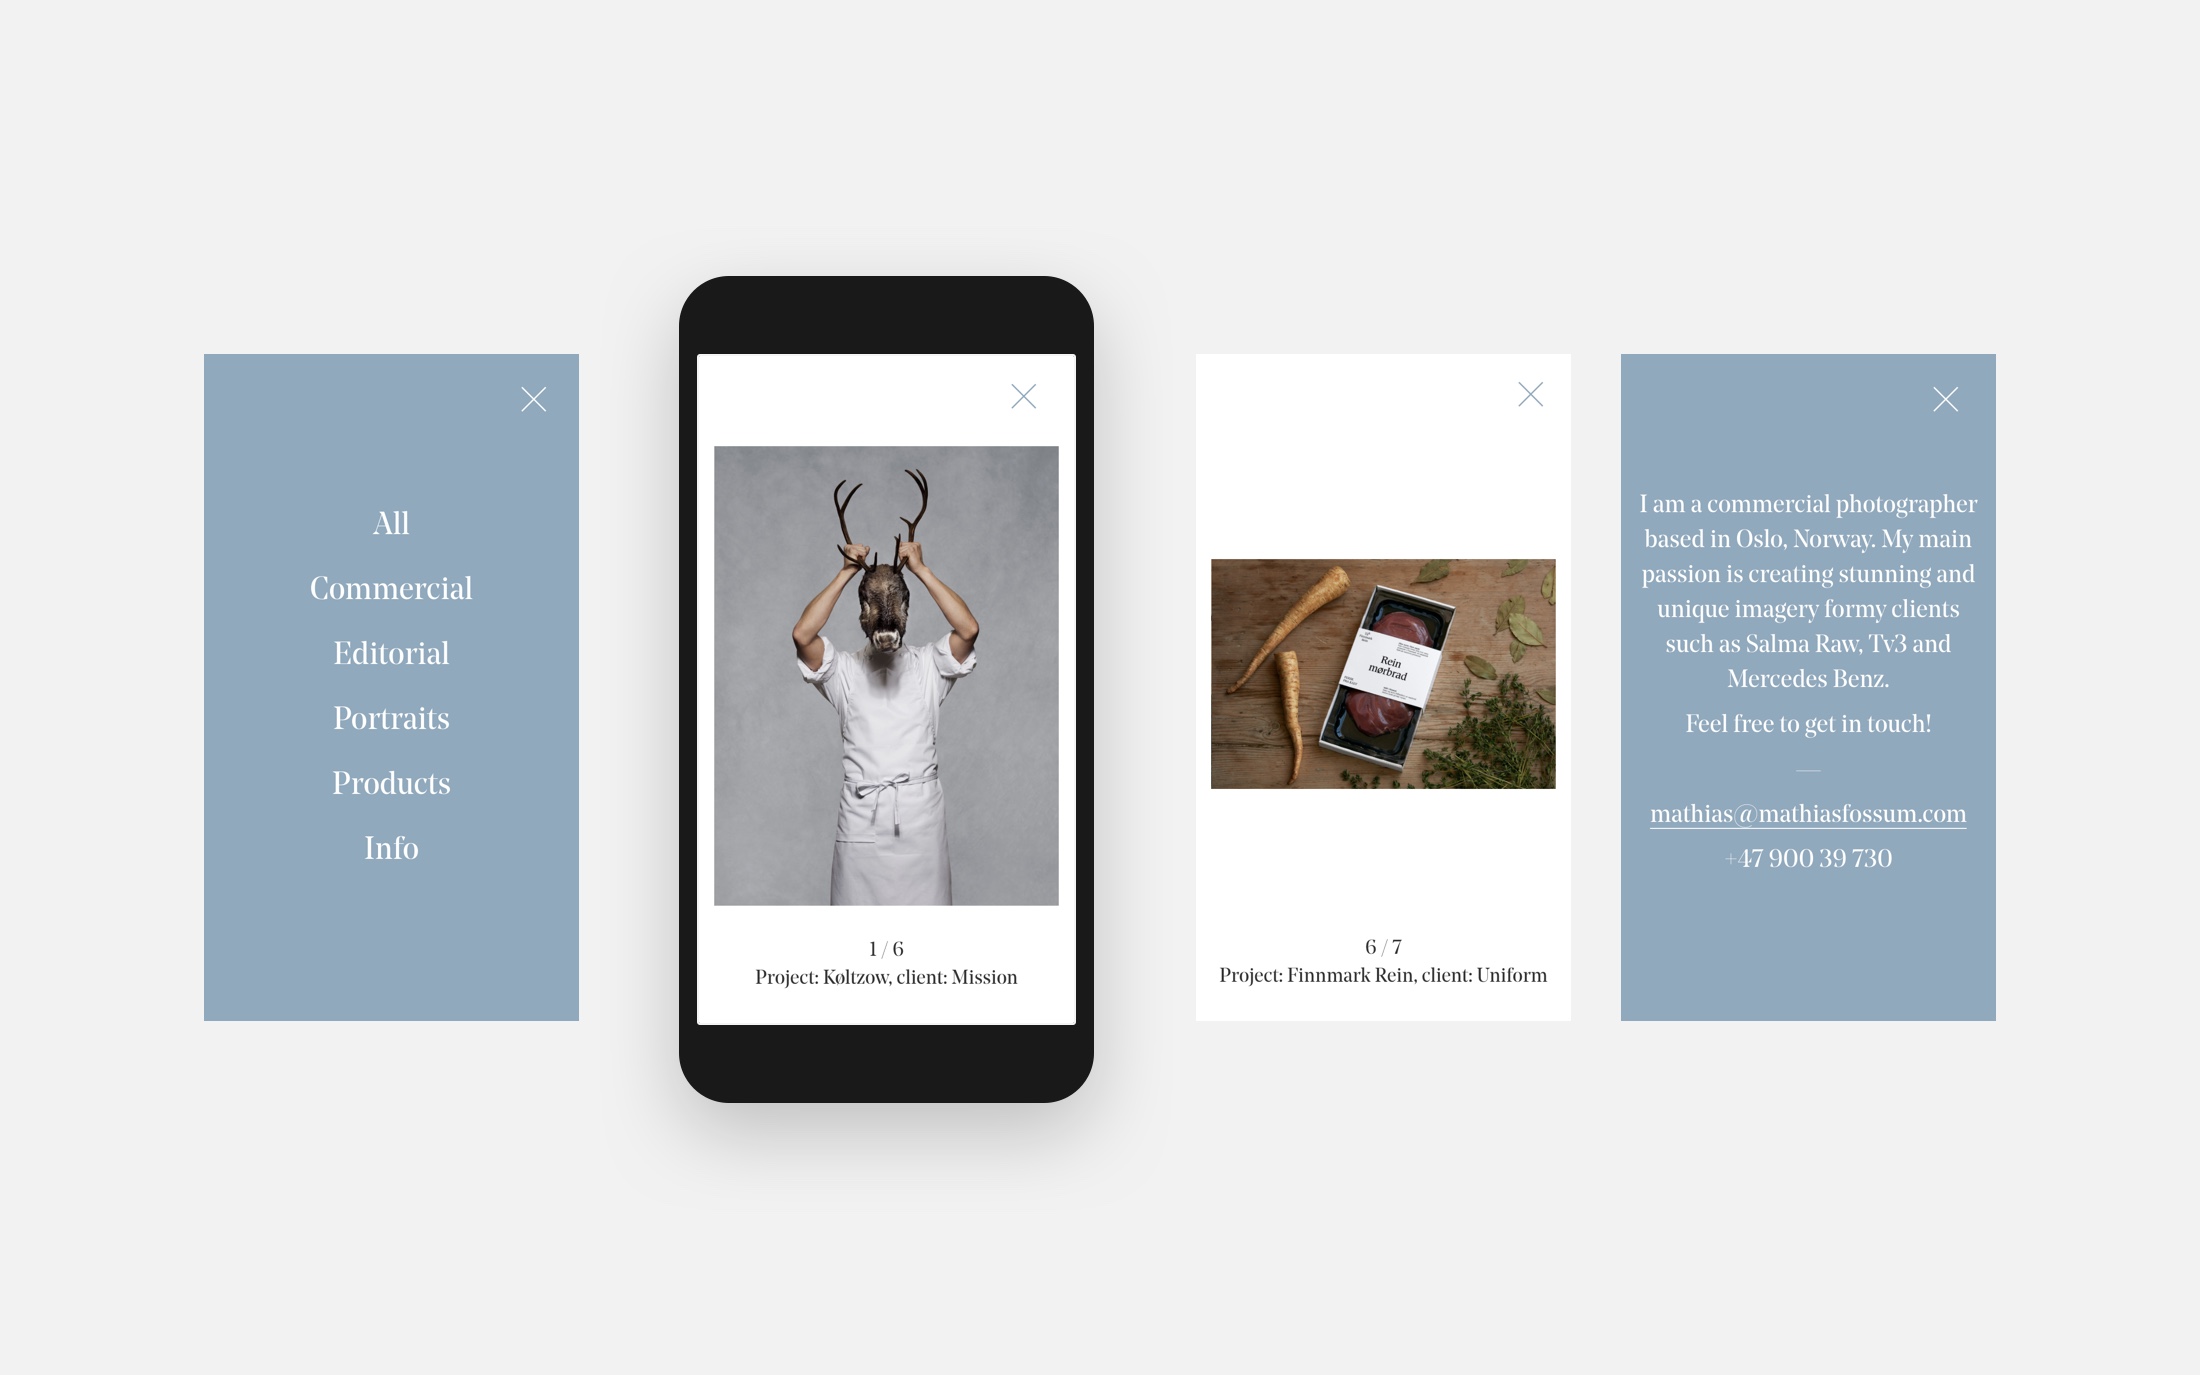 All
Commercial
Editorial
Portraits
Products
Info
1 / 6
Project: Køltzow, client: Mission
Rein
mørbrad
6 / 7
Project: Finnmark Rein, client: Uniform
I am a commercial photographer
based in Oslo, Norway. My main
passion is creating stunning and
unique imagery formy clients
such as Salma Raw, Tv3 and
Mercedes Benz.
Feel free to get in touch!
mathias@mathiasfossum.com
+47 900 39 730